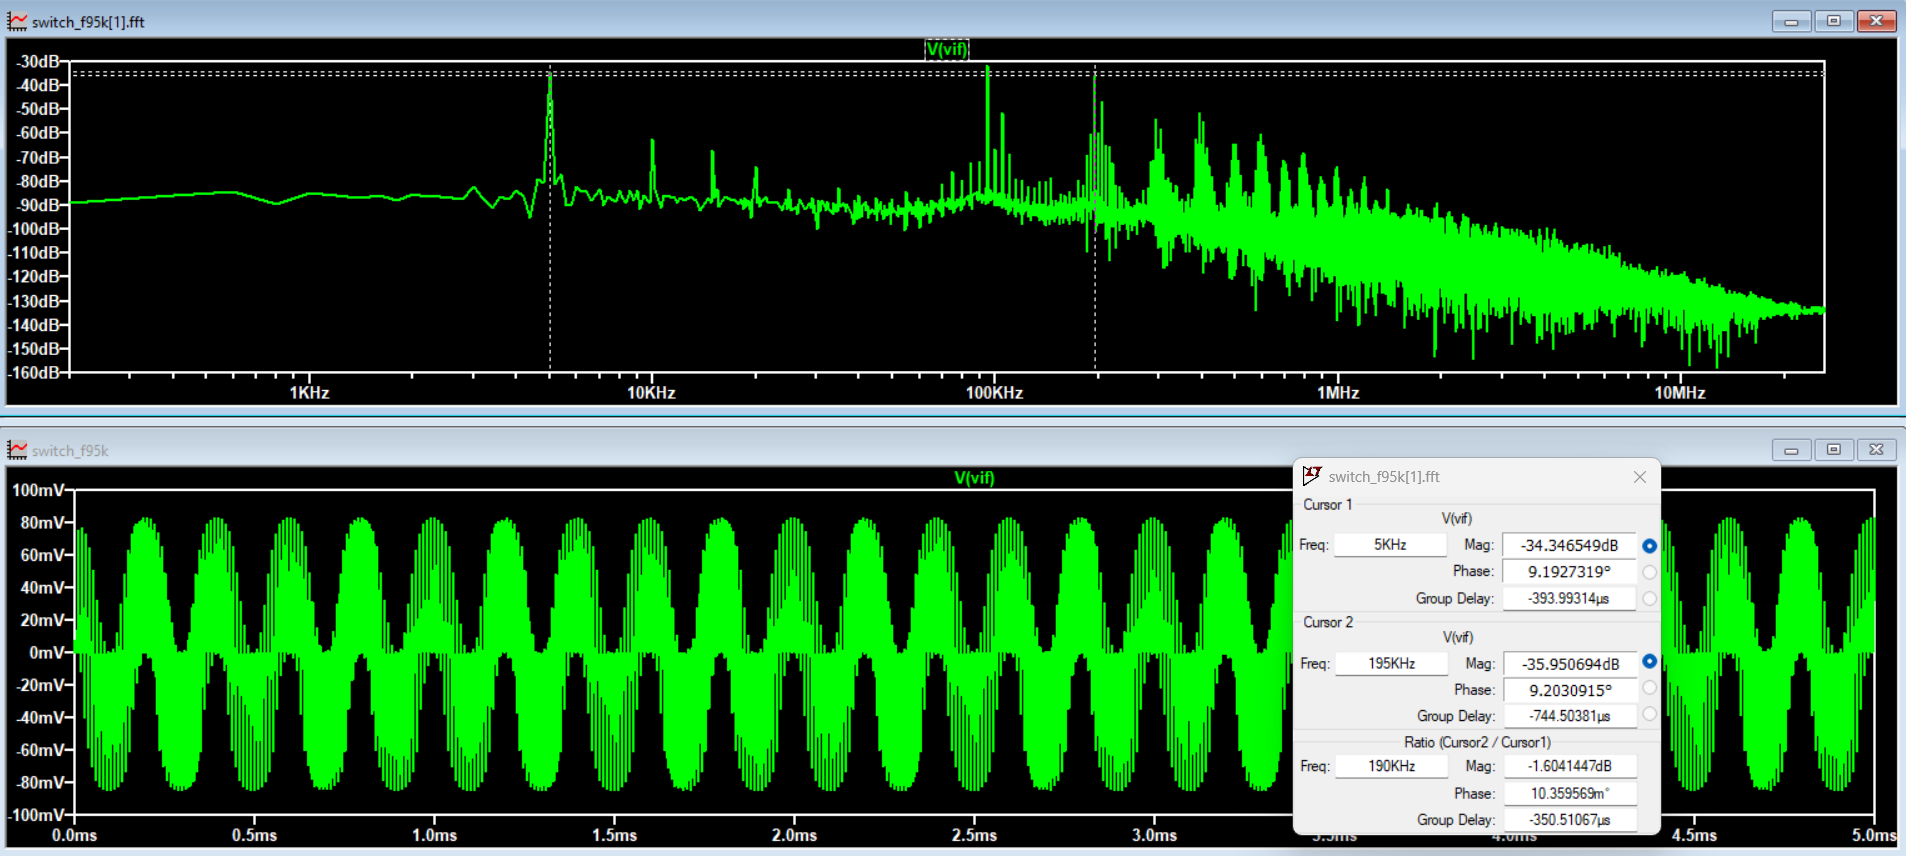 switch_f95k[1].fft
V(vif)
-30dB
-40dB
-50dB
-60dB
-70dB
-80dB
-90dB
-100dB
-110dB
-120dB
-130dB
-140dB
-150dB
-160dB
1KHz 10KHz 100KHz 1MHz 10MHz
switch_f95k
V(vif)
100mV
80mV
60mV
40mV
20mV
0mV
-20mV
-40mV
-60mV
-80mV
-100mV
0.0ms 0.5ms 1.0ms 1.5ms 2.0ms 2.5ms 3.0ms 3.5ms 4.0ms 4.5ms 5.0ms
switch_f95k[1].fft
Cursor 1
V(vif)
Freq: 5KHz Mag: -34.346549dB
Phase: 9.1927319°
Group Delay: -393.99314µs
Cursor 2
V(vif)
Freq: 195KHz Mag: -35.950694dB
Phase: 9.2030915°
Group Delay: -744.50381µs
Ratio (Cursor2 / Cursor1)
Freq: 190KHz Mag: -1.6041447dB
Phase: 10.359569m°
Group Delay: -350.51067µs